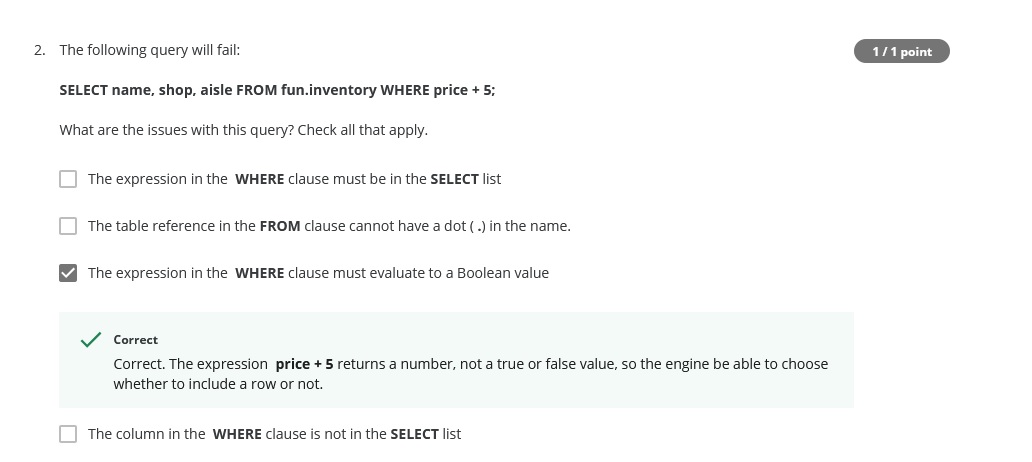 2. The following query will fail:
1 / 1 point
SELECT name, shop, aisle FROM fun.inventory WHERE price + 5;
What are the issues with this query? Check all that apply.
The expression in the WHERE clause must be in the SELECT list
The table reference in the FROM clause cannot have a dot ( .) in the name.
The expression in the WHERE clause must evaluate to a Boolean value
Correct
Correct. The expression price + 5 returns a number, not a true or false value, so the engine be able to choose
whether to include a row or not.
The column in the WHERE clause is not in the SELECT list